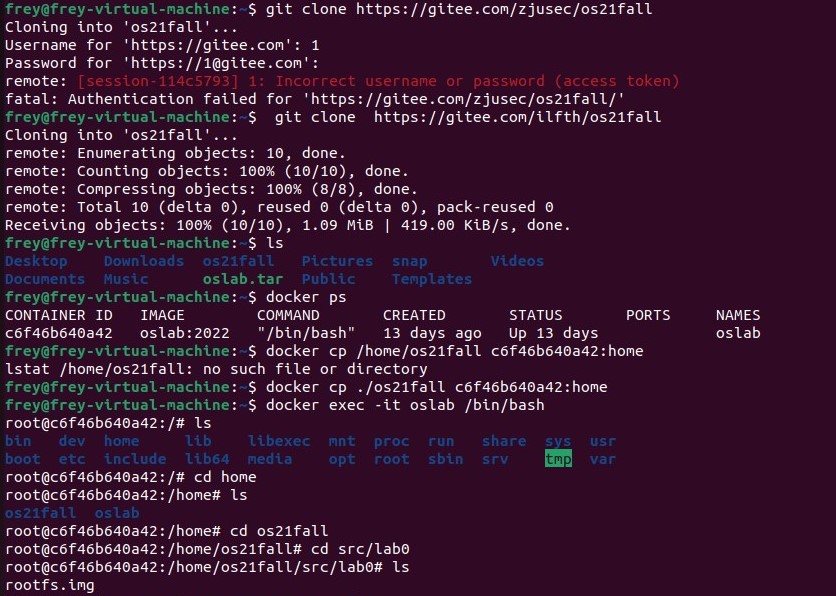 frey@frey-virtual-machine:~$ git clone https://gitee.com/zjusec/os21fall
Cloning into 'os21fall'...
Username for 'https://gitee.com': 1
Password for 'https://1@gitee.com':
remote: [session-114c5793] 1: Incorrect username or password (access token)
fatal: Authentication failed for 'https://gitee.com/zjusec/os21fall/'
frey@frey-virtual-machine:~$  git clone  https://gitee.com/ilfth/os21fall
Cloning into 'os21fall'...
remote: Enumerating objects: 10, done.
remote: Counting objects: 100% (10/10), done.
remote: Compressing objects: 100% (8/8), done.
remote: Total 10 (delta 0), reused 0 (delta 0), pack-reused 0
Receiving objects: 100% (10/10), 1.09 MiB | 419.00 KiB/s, done.
frey@frey-virtual-machine:~$ ls
Desktop    Downloads  os21fall   Pictures  snap       Videos
Documents  Music      oslab.tar  Public    Templates
frey@frey-virtual-machine:~$ docker ps
CONTAINER ID   IMAGE        COMMAND       CREATED       STATUS       PORTS     NAMES
c6f46b640a42   oslab:2022   "/bin/bash"   13 days ago   Up 13 days             oslab
frey@frey-virtual-machine:~$ docker cp /home/os21fall c6f46b640a42:home
lstat /home/os21fall: no such file or directory
frey@frey-virtual-machine:~$ docker cp ./os21fall c6f46b640a42:home
frey@frey-virtual-machine:~$ docker exec -it oslab /bin/bash
root@c6f46b640a42:/# ls
bin   dev  home     lib    libexec  mnt  proc  run   share  sys  usr
boot  etc  include  lib64  media    opt  root  sbin  srv    tmp  var
root@c6f46b640a42:/# cd home
root@c6f46b640a42:/home# ls
os21fall  oslab
root@c6f46b640a42:/home# cd os21fall
root@c6f46b640a42:/home/os21fall# cd src/lab0
root@c6f46b640a42:/home/os21fall/src/lab0# ls
rootfs.img